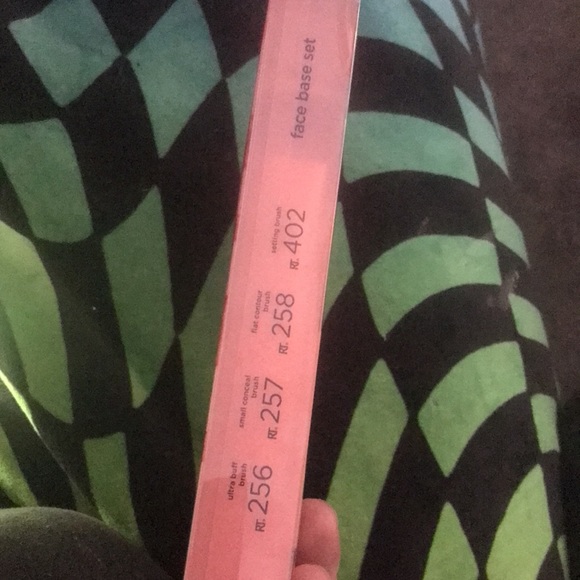 face base set
setting brush
RT. 402
flat contour
brush
RT. 258
small conceal
brush
RT. 257
ultra buff
brush
RT. 256